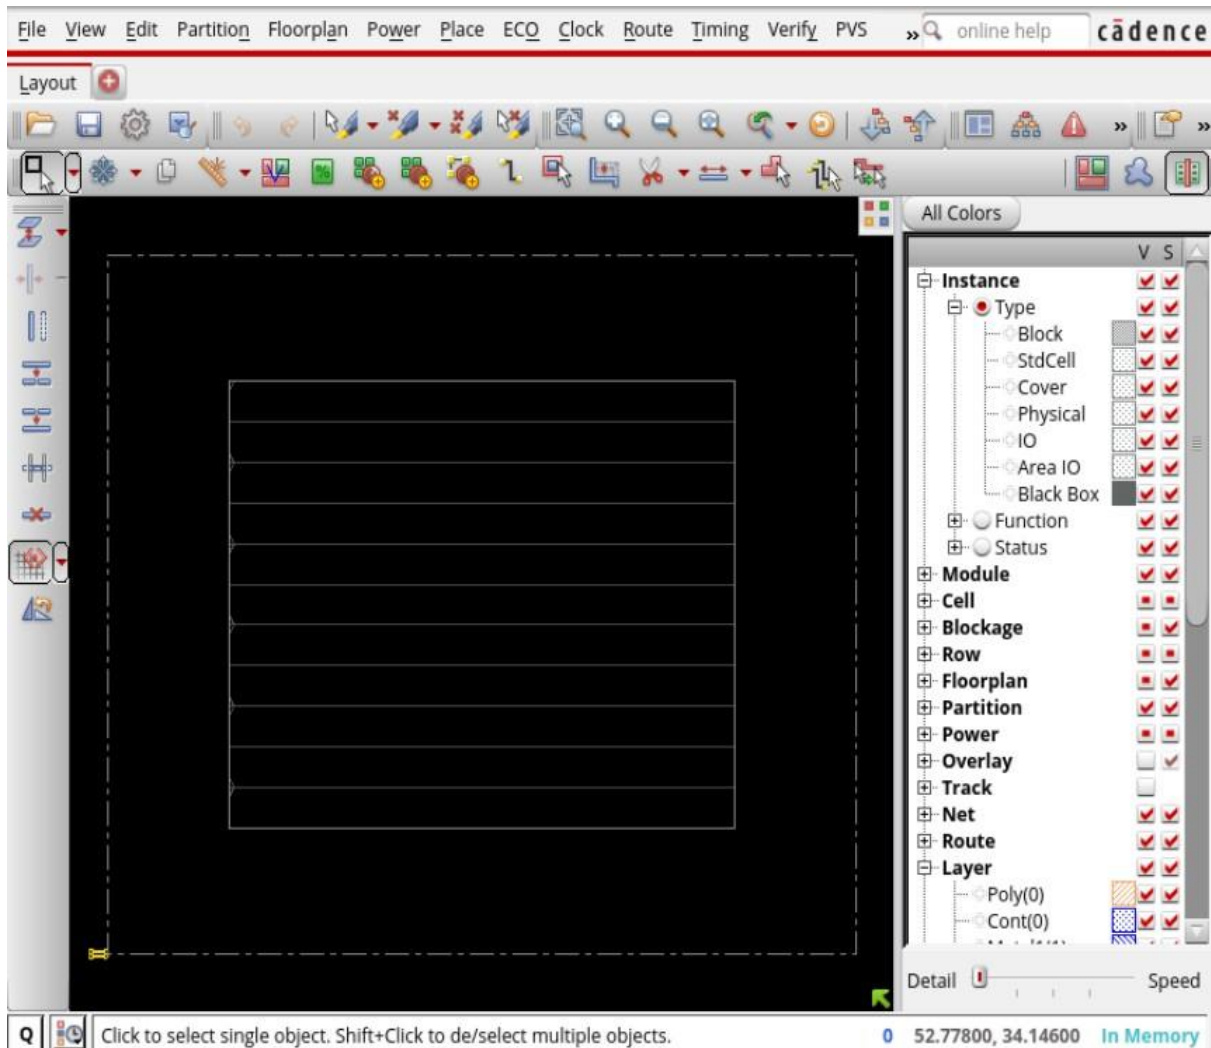 File View Edit Partition Floorplan Power Place ECO Clock Route Timing Verify PVS » online help cādence
Layout
» »
All Colors
V S
Instance
Type
Block
StdCell
Cover
Physical
IO
Area IO
Black Box
Function
Status
Module
Cell
Blockage
Row
Floorplan
Partition
Power
Overlay
Track
Net
Route
Layer
Poly(0)
Cont(0)
Detail Speed
Q Click to select single object. Shift+Click to de/select multiple objects. 0 52.77800, 34.14600 In Memory